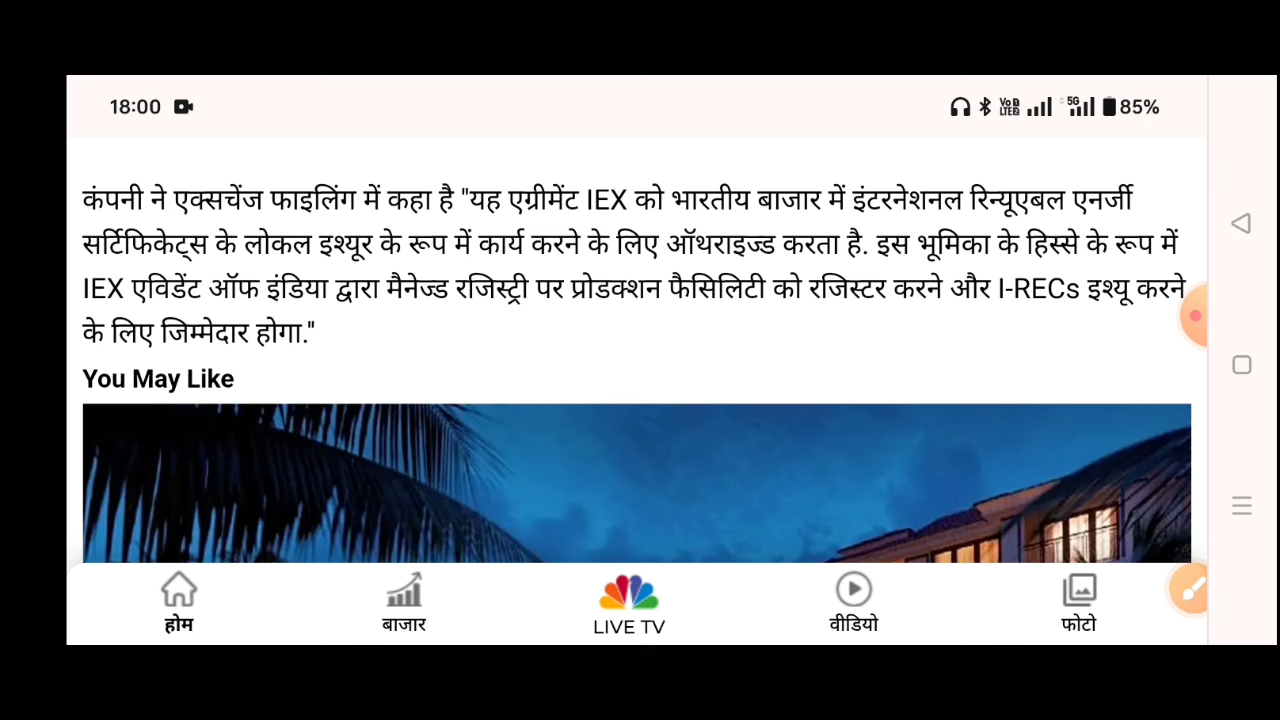 18:00 5G 85%
कंपनी ने एक्सचेंज फाइलिंग में कहा है "यह एग्रीमेंट IEX को भारतीय बाजार में इंटरनेशनल रिन्यूएबल एनर्जी
सर्टिफिकेट्स के लोकल इश्यूर के रूप में कार्य करने के लिए ऑथराइज्ड करता है. इस भूमिका के हिस्से के रूप में
IEX एविडेंट ऑफ इंडिया द्वारा मैनेज्ड रजिस्ट्री पर प्रोडक्शन फैसिलिटी को रजिस्टर करने और I-RECs इश्यू करने
के लिए जिम्मेदार होगा."
You May Like
होम बाजार LIVE TV वीडियो फोटो